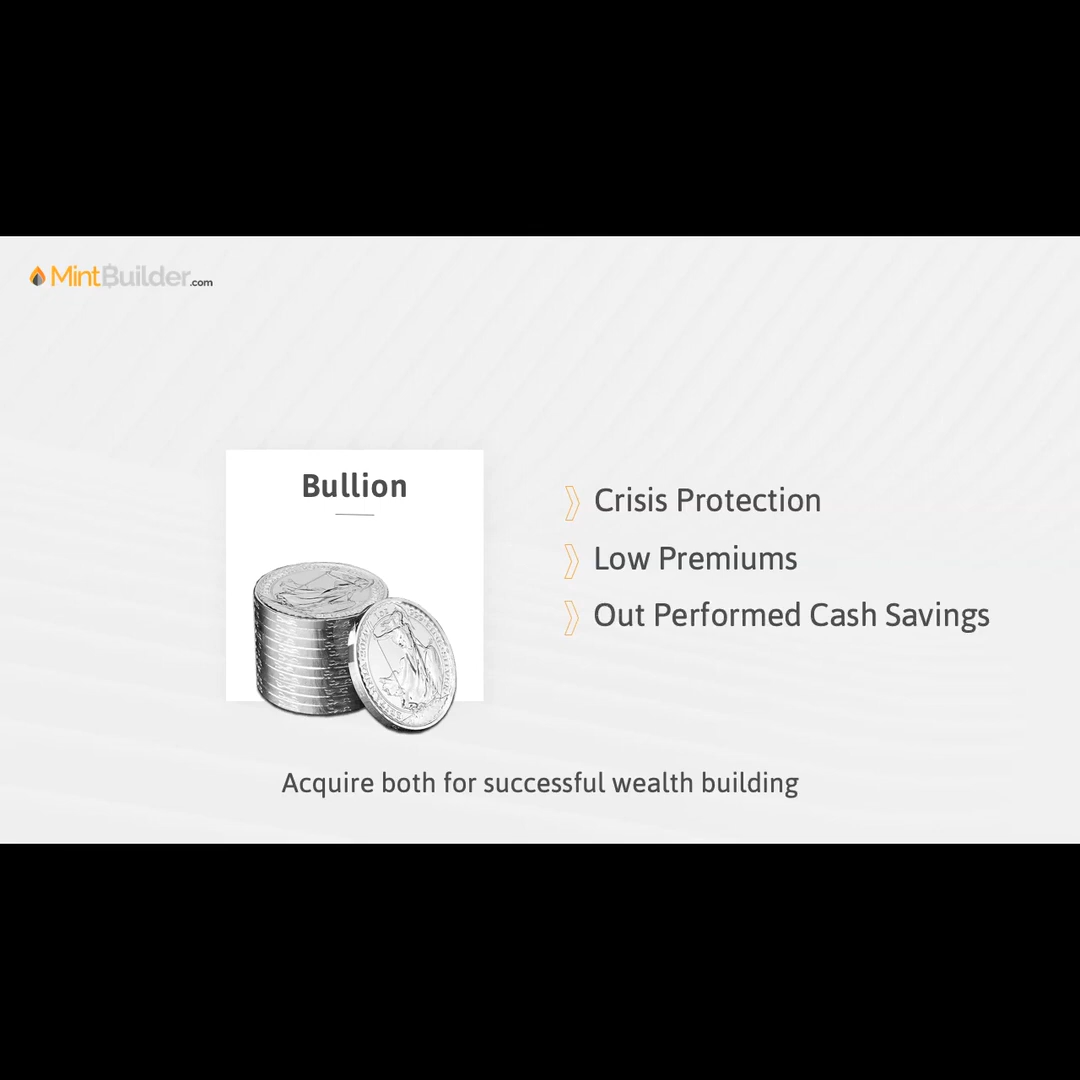 MintBuilder.com
Bullion
Crisis Protection
Low Premiums
Out Performed Cash Savings
Acquire both for successful wealth building